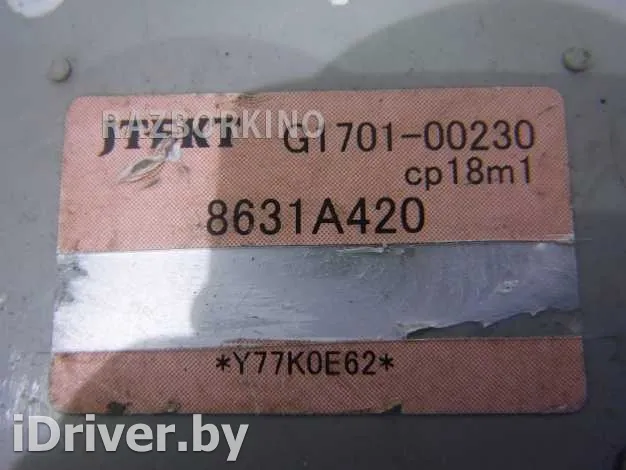 RAZBORKINO
JTEKT G1701-00230
cp18m1
8631A420
*Y77K0E62*
iDriver.by